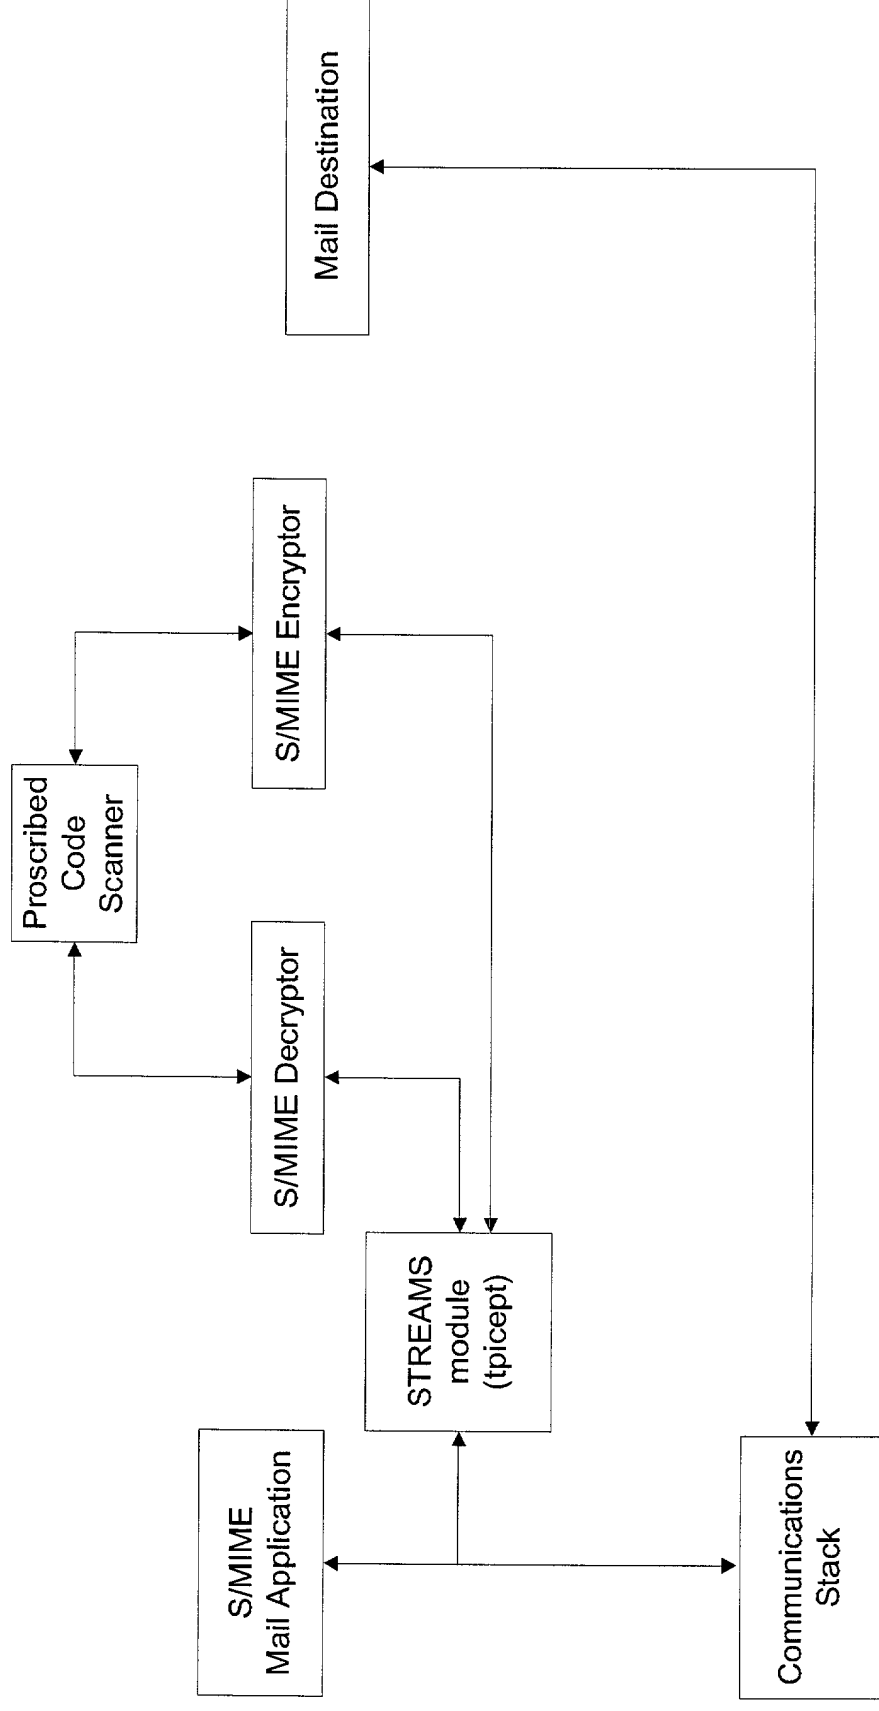 Proscribed
Code
Scanner
S/MIME Decryptor
S/MIME Encryptor
Mail Destination
S/MIME
Mail Application
STREAMS
module
(tpicept)
Communications
Stack